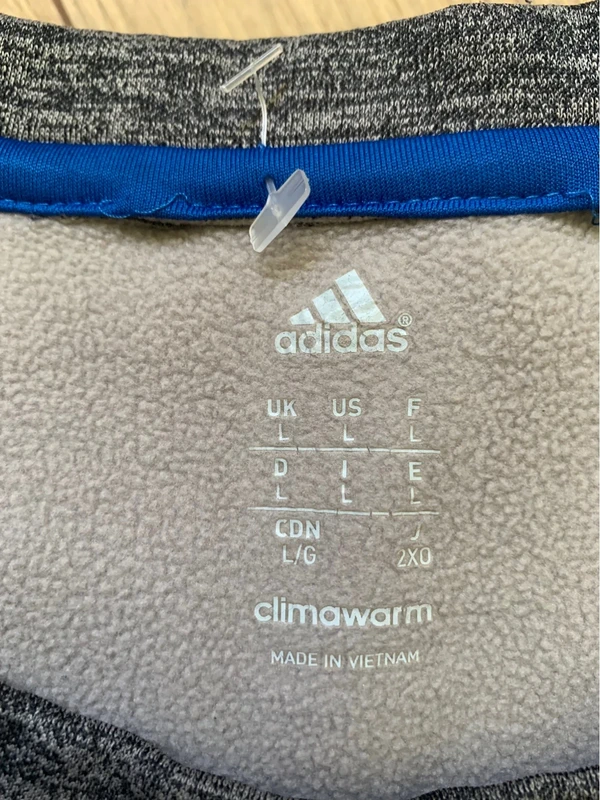 adidas®
UK US F
L L L
D I E
L L L
CDN J
L/G 2XO
climawarm
MADE IN VIETNAM